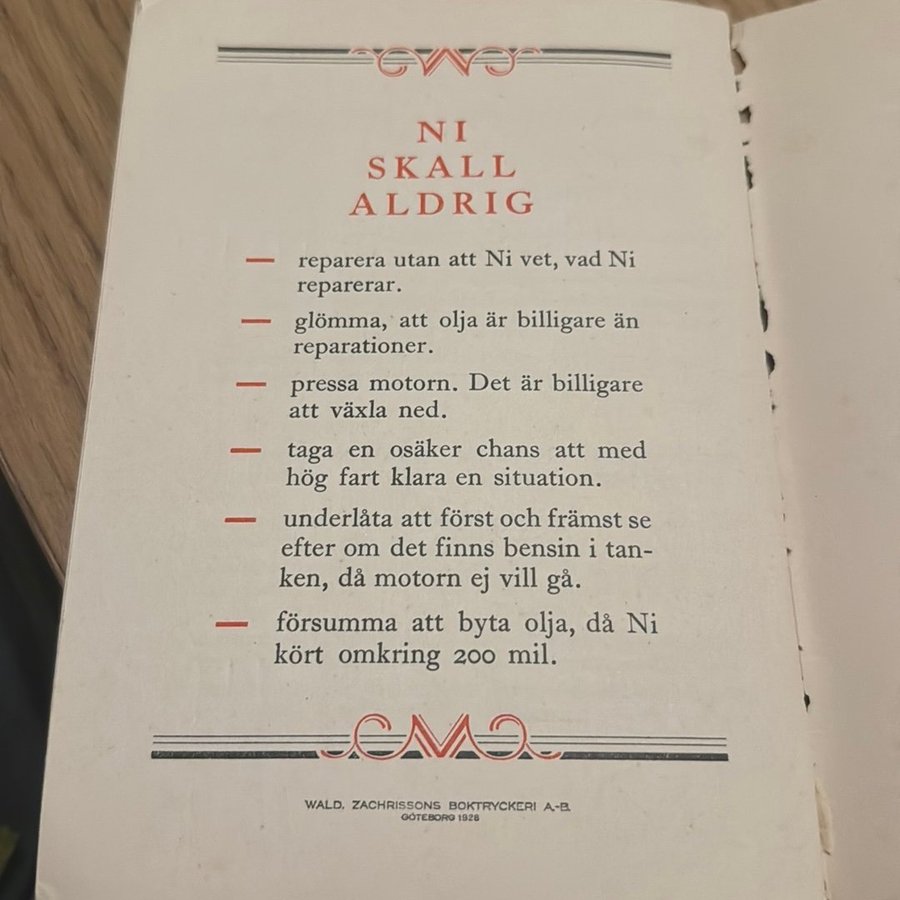 NI
SKALL
ALDRIG
— reparera utan att Ni vet, vad Ni
reparerar.
— glömma, att olja är billigare än
reparationer.
— pressa motorn. Det är billigare
att växla ned.
— taga en osäker chans att med
hög fart klara en situation.
— underlåta att först och främst se
efter om det finns bensin i tan-
ken, då motorn ej vill gå.
— försumma att byta olja, då Ni
kört omkring 200 mil.
WALD. ZACHRISSONS BOKTRYCKERI A.-B.
GÖTEBORG 1928